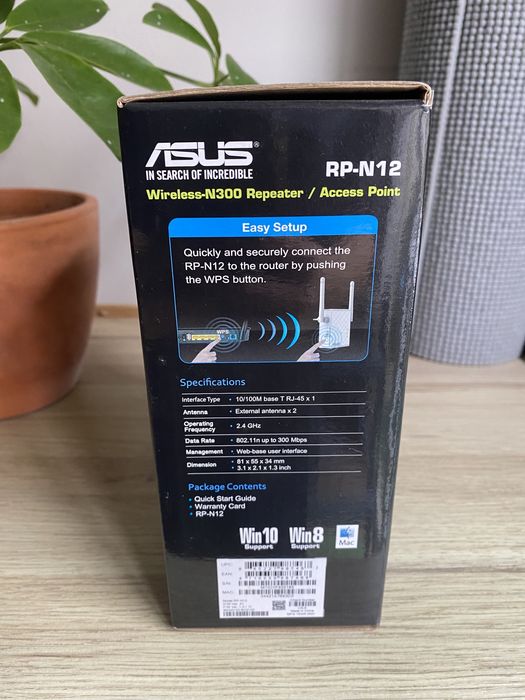 ASUS®
IN SEARCH OF INCREDIBLE
RP-N12
Wireless-N300 Repeater / Access Point
Easy Setup
Quickly and securely connect the
RP-N12 to the router by pushing
the WPS button.
WPS
Specifications
Interface Type • 10/100M base T RJ-45 x 1
Antenna • External antenna x 2
Operating Frequency • 2.4 GHz
Data Rate • 802.11n up to 300 Mbps
Management • Web-base user interface
Dimension • 81 x 55 x 34 mm
• 3.1 x 2.1 x 1.3 inch
Package Contents
• Quick Start Guide
• Warranty Card
• RP-N12
Win10 Support
Win8 Support
Mac
UPC:
EAN:
S/N:
MAC: